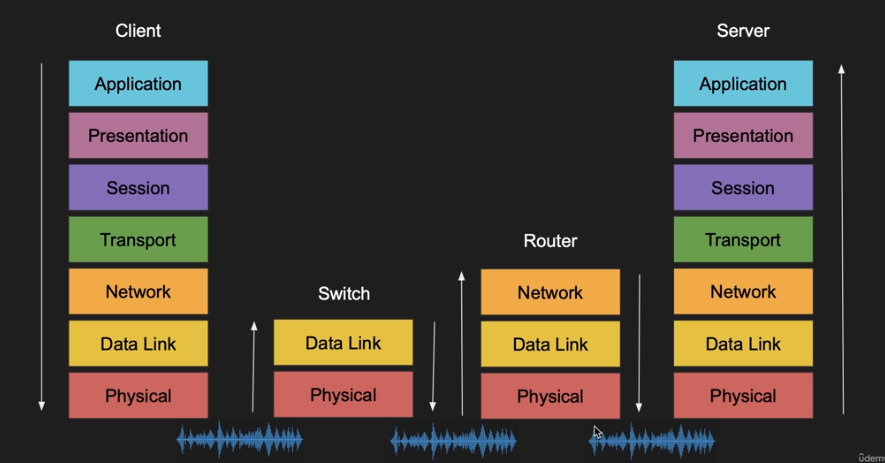 Client
Application
Presentation
Session
Transport
Network
Data Link
Physical
Switch
Data Link
Physical
Router
Network
Data Link
Physical
Server
Application
Presentation
Session
Transport
Network
Data Link
Physical